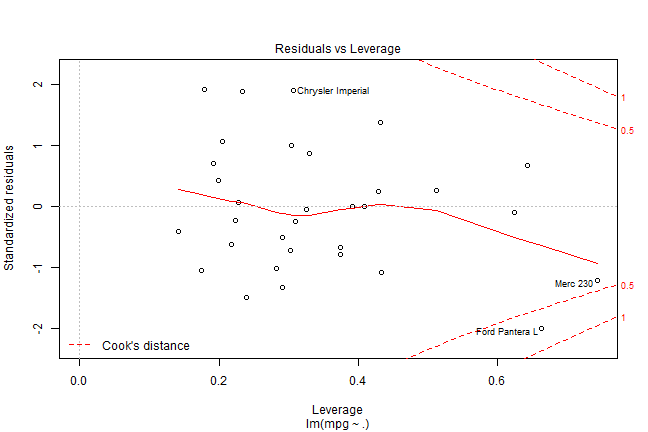 Residuals vs Leverage
Standardized residuals
2
1
0
-1
-2
Chrysler Imperial
1
0.5
Merc 230
0.5
Ford Pantera L
1
Cook's distance
0.0 0.2 0.4 0.6
Leverage
lm(mpg ~ .)